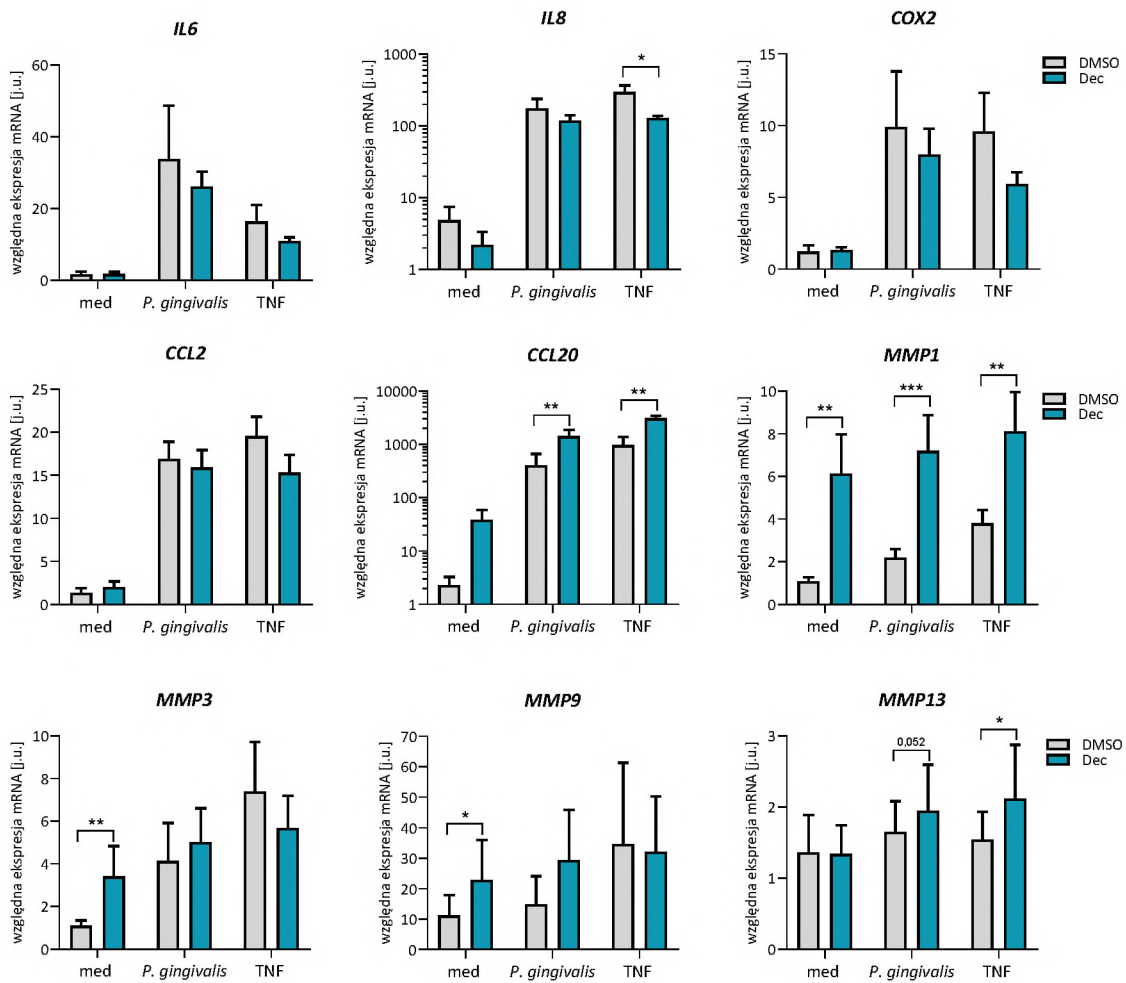 IL6
względna ekspresja mRNA [j.u.]
60
40
20
0
med
P. gingivalis
TNF
IL8
względna ekspresja mRNA [j.u.]
1000
100
10
1
*
med
P. gingivalis
TNF
COX2
względna ekspresja mRNA [j.u.]
15
10
5
0
med
P. gingivalis
TNF
DMSO
Dec
CCL2
względna ekspresja mRNA [j.u.]
25
20
15
10
5
0
med
P. gingivalis
TNF
CCL20
względna ekspresja mRNA [j.u.]
10000
1000
100
10
1
**
**
med
P. gingivalis
TNF
MMP1
względna ekspresja mRNA [j.u.]
10
8
6
4
2
0
**
***
**
med
P. gingivalis
TNF
DMSO
Dec
MMP3
względna ekspresja mRNA [j.u.]
10
8
6
4
2
0
**
med
P. gingivalis
TNF
MMP9
względna ekspresja mRNA [j.u.]
70
60
50
40
30
20
10
0
*
med
P. gingivalis
TNF
MMP13
względna ekspresja mRNA [j.u.]
3
2
1
0
0,052
*
med
P. gingivalis
TNF
DMSO
Dec